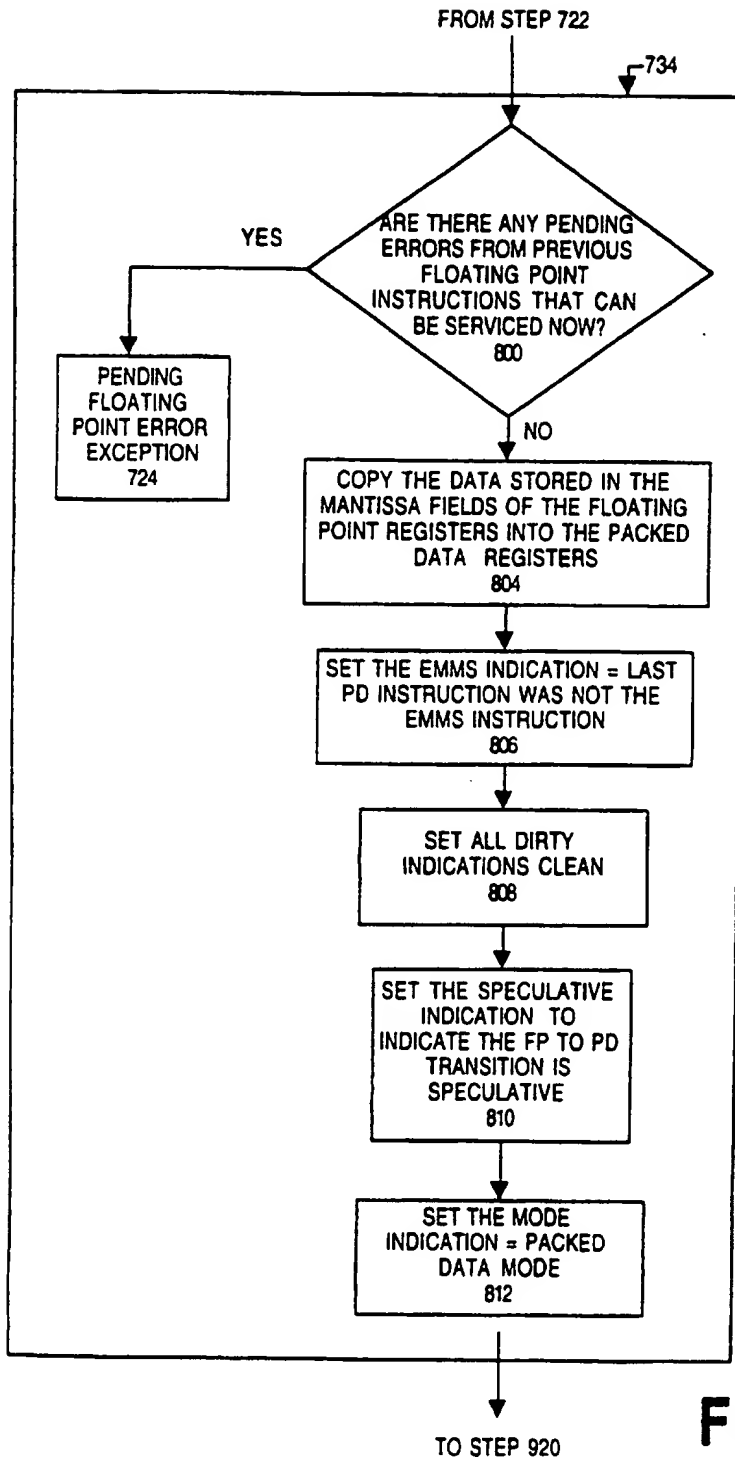 FROM STEP 722
734
ARE THERE ANY PENDING
ERRORS FROM PREVIOUS
FLOATING POINT
INSTRUCTIONS THAT CAN
BE SERVICED NOW?
800
YES
PENDING
FLOATING
POINT ERROR
EXCEPTION
724
NO
COPY THE DATA STORED IN THE
MANTISSA FIELDS OF THE FLOATING
POINT REGISTERS INTO THE PACKED
DATA REGISTERS
804
SET THE EMMS INDICATION = LAST
PD INSTRUCTION WAS NOT THE
EMMS INSTRUCTION
806
SET ALL DIRTY
INDICATIONS CLEAN
808
SET THE SPECULATIVE
INDICATION TO
INDICATE THE FP TO PD
TRANSITION IS
SPECULATIVE
810
SET THE MODE
INDICATION = PACKED
DATA MODE
812
F
TO STEP 920